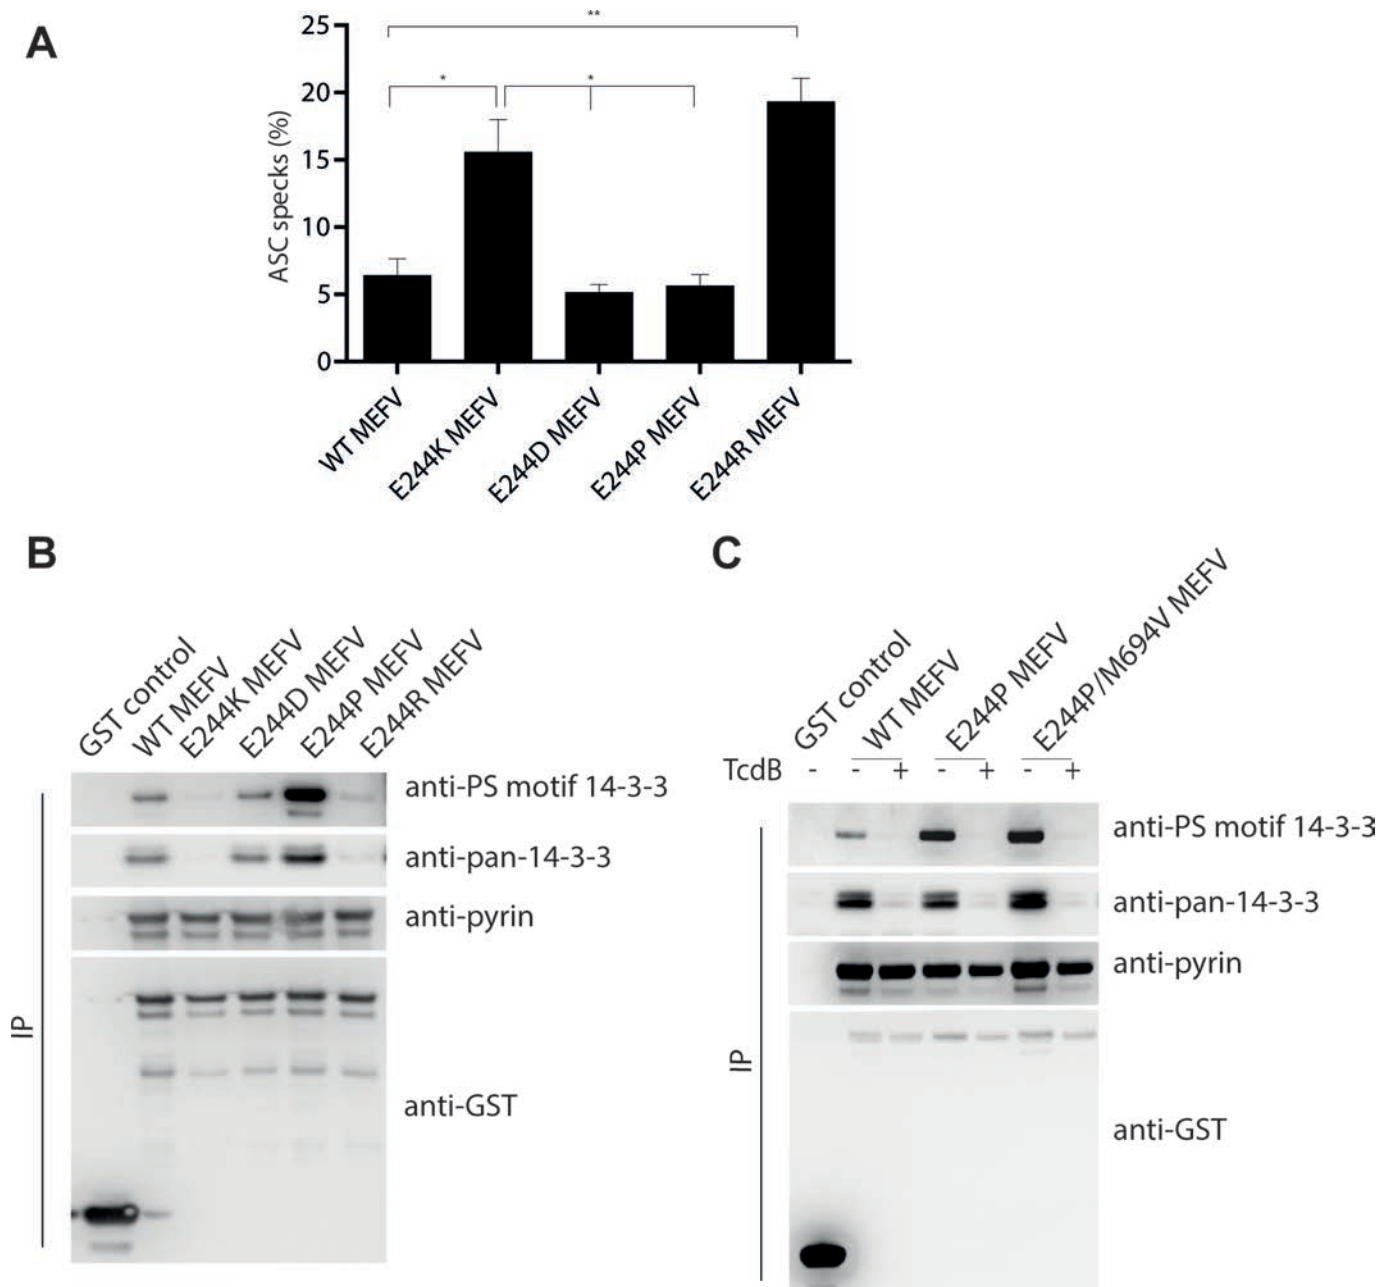 A
25
20
15
10
5
0
ASC specks (%)
**
*
*
WT MEFV
E244K MEFV
E244D MEFV
E244P MEFV
E244R MEFV
B
GST control
WT MEFV
E244K MEFV
E244D MEFV
E244P MEFV
E244R MEFV
anti-PS motif 14-3-3
anti-pan-14-3-3
anti-pyrin
anti-GST
IP
C
GST control
WT MEFV
E244P MEFV
E244P/M694V MEFV
TcdB - - + - + - +
anti-PS motif 14-3-3
anti-pan-14-3-3
anti-pyrin
anti-GST
IP